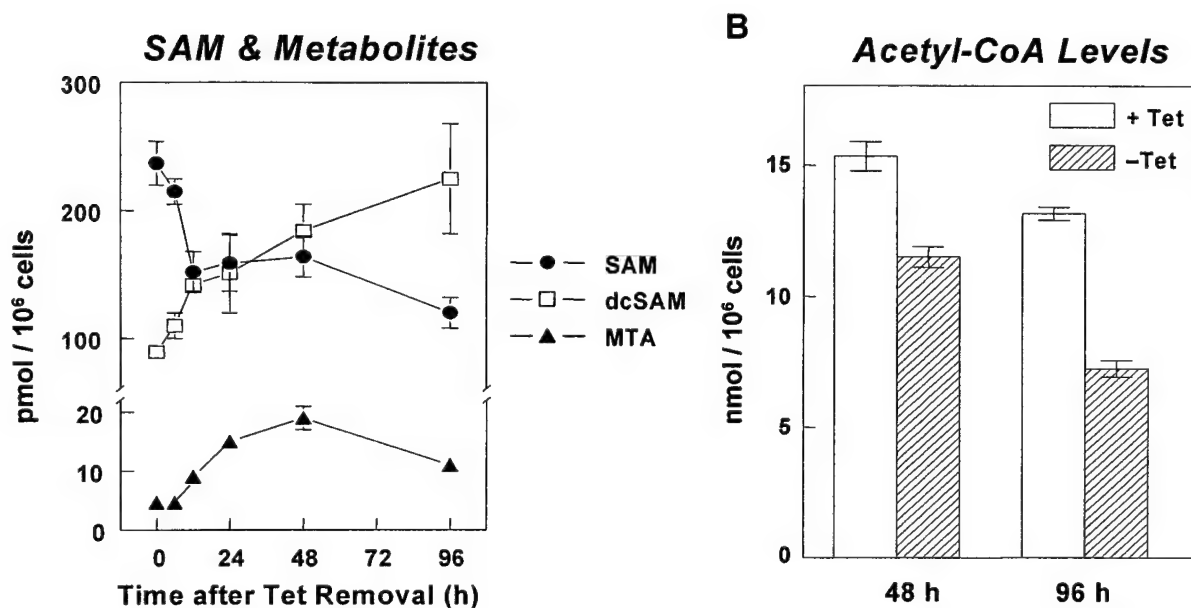 SAM & Metabolites
300
200
100
20
10
0
pmol / 10⁶ cells
0 24 48 72 96
Time after Tet Removal (h)
SAM
dcSAM
MTA
B
Acetyl-CoA Levels
+ Tet
–Tet
15
10
5
0
nmol / 10⁶ cells
48 h 96 h